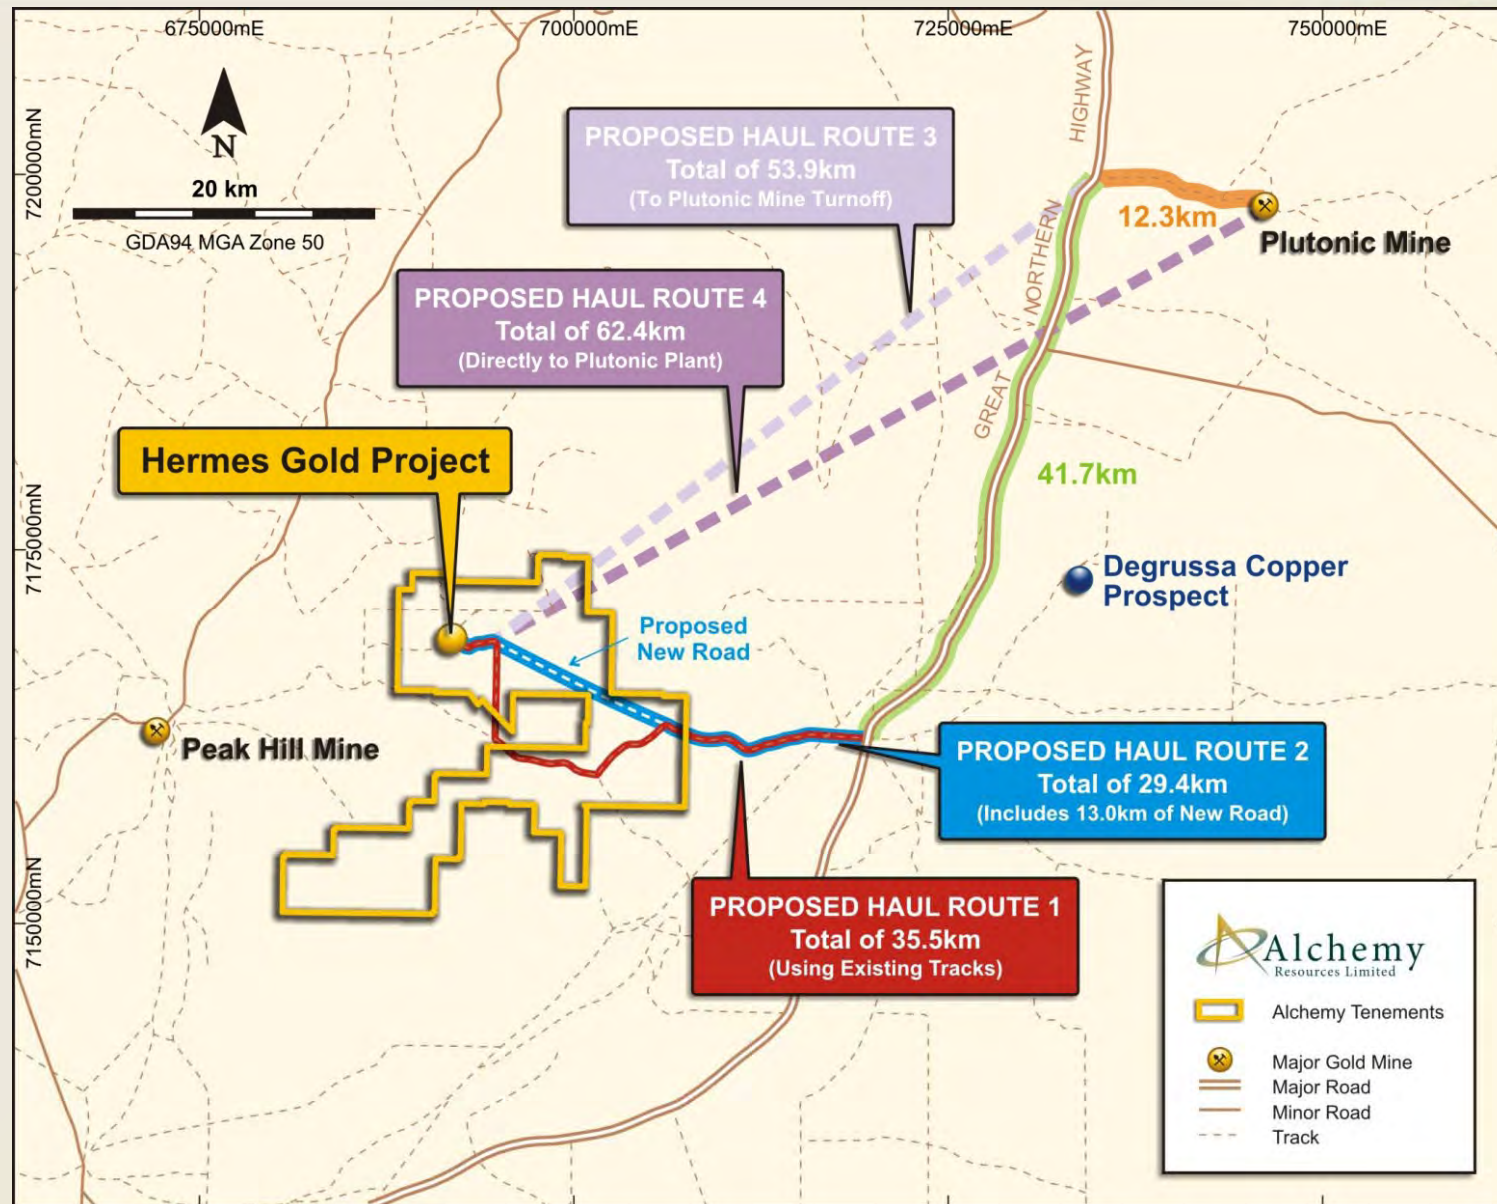 675000mE
700000mE
725000mE
750000mE
7200000mN
7175000mN
7150000mN
N
20 km
GDA94 MGA Zone 50
PROPOSED HAUL ROUTE 3
Total of 53.9km
(To Plutonic Mine Turnoff)
GREAT NORTHERN HIGHWAY
12.3km
Plutonic Mine
PROPOSED HAUL ROUTE 4
Total of 62.4km
(Directly to Plutonic Plant)
Hermes Gold Project
41.7km
Degrussa Copper
Prospect
Proposed
New Road
Peak Hill Mine
PROPOSED HAUL ROUTE 2
Total of 29.4km
(Includes 13.0km of New Road)
PROPOSED HAUL ROUTE 1
Total of 35.5km
(Using Existing Tracks)
Alchemy
Resources Limited
Alchemy Tenements
Major Gold Mine
Major Road
Minor Road
Track